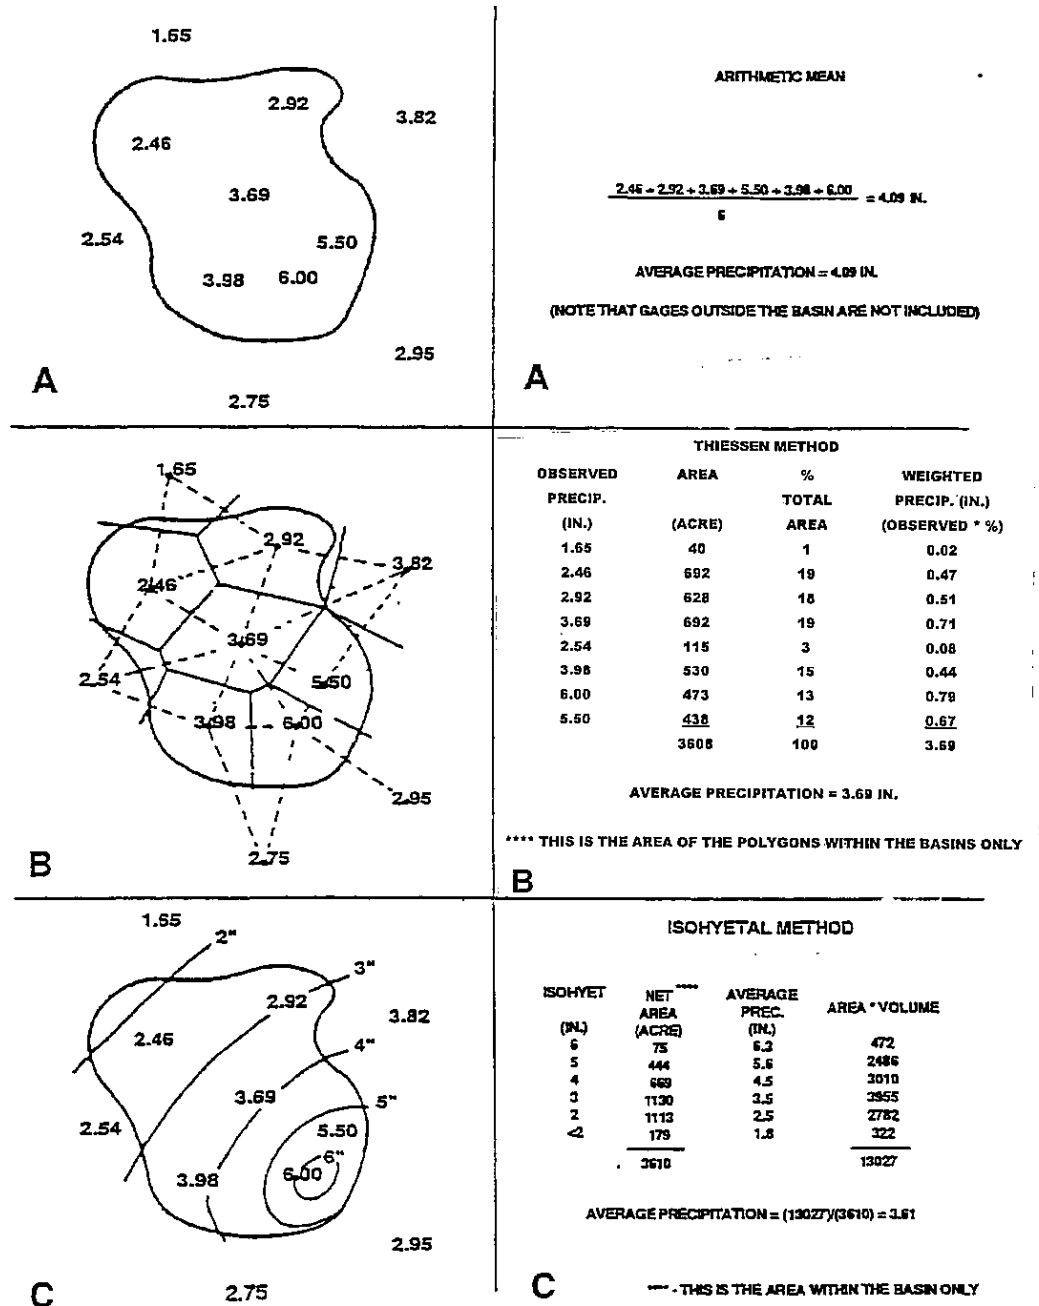 1.65
2.92
3.82
2.46
3.69
2.54
5.50
3.98
6.00
2.95
A
2.75
ARITHMETIC MEAN
2.46 + 2.92 + 3.69 + 5.50 + 3.98 + 6.00
= 4.09 IN.
6
AVERAGE PRECIPITATION = 4.09 IN.
(NOTE THAT GAGES OUTSIDE THE BASIN ARE NOT INCLUDED)
A
1.65
2.92
3.82
2.46
3.69
2.54
5.50
3.98
6.00
2.95
B
2.75
THIESSEN METHOD
OBSERVED AREA % WEIGHTED
PRECIP. TOTAL PRECIP. (IN.)
(IN.) (ACRE) AREA (OBSERVED * %)
1.65 40 1 0.02
2.46 692 19 0.47
2.92 628 18 0.51
3.69 692 19 0.71
2.54 115 3 0.08
3.98 530 15 0.44
6.00 473 13 0.79
5.50 438 12 0.67
3608 100 3.69
AVERAGE PRECIPITATION = 3.69 IN.
**** THIS IS THE AREA OF THE POLYGONS WITHIN THE BASINS ONLY
B
1.65
2"
3"
2.92
3.82
2.46
4"
3.69
5"
2.54
5.50
6"
6.00
3.98
2.95
C
2.75
ISOHYETAL METHOD
ISOHYET NET **** AVERAGE AREA * VOLUME
AREA PREC.
(IN.) (ACRE) (IN.)
6 75 6.3 472
5 444 5.6 2486
4 669 4.5 3010
3 1130 3.5 3955
2 1113 2.5 2782
<2 179 1.8 322
3610 13027
AVERAGE PRECIPITATION = (13027)/(3610) = 3.61
C
**** - THIS IS THE AREA WITHIN THE BASIN ONLY